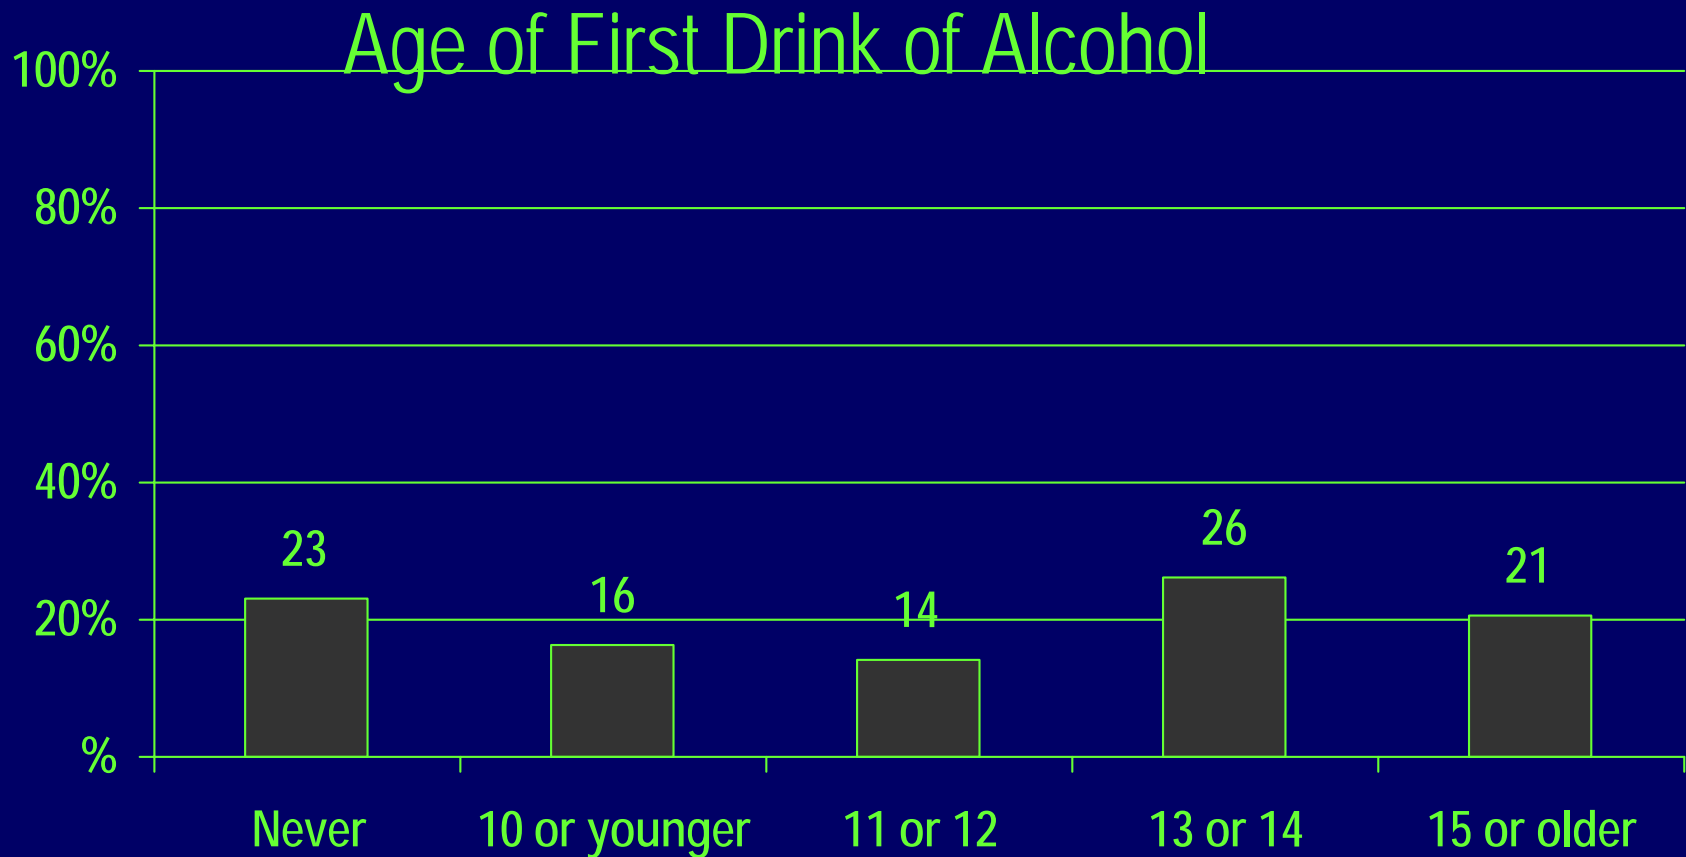 Age of First Drink of Alcohol
100%
80%
60%
40%
20%
%
23
16
14
26
21
Never
10 or younger
11 or 12
13 or 14
15 or older